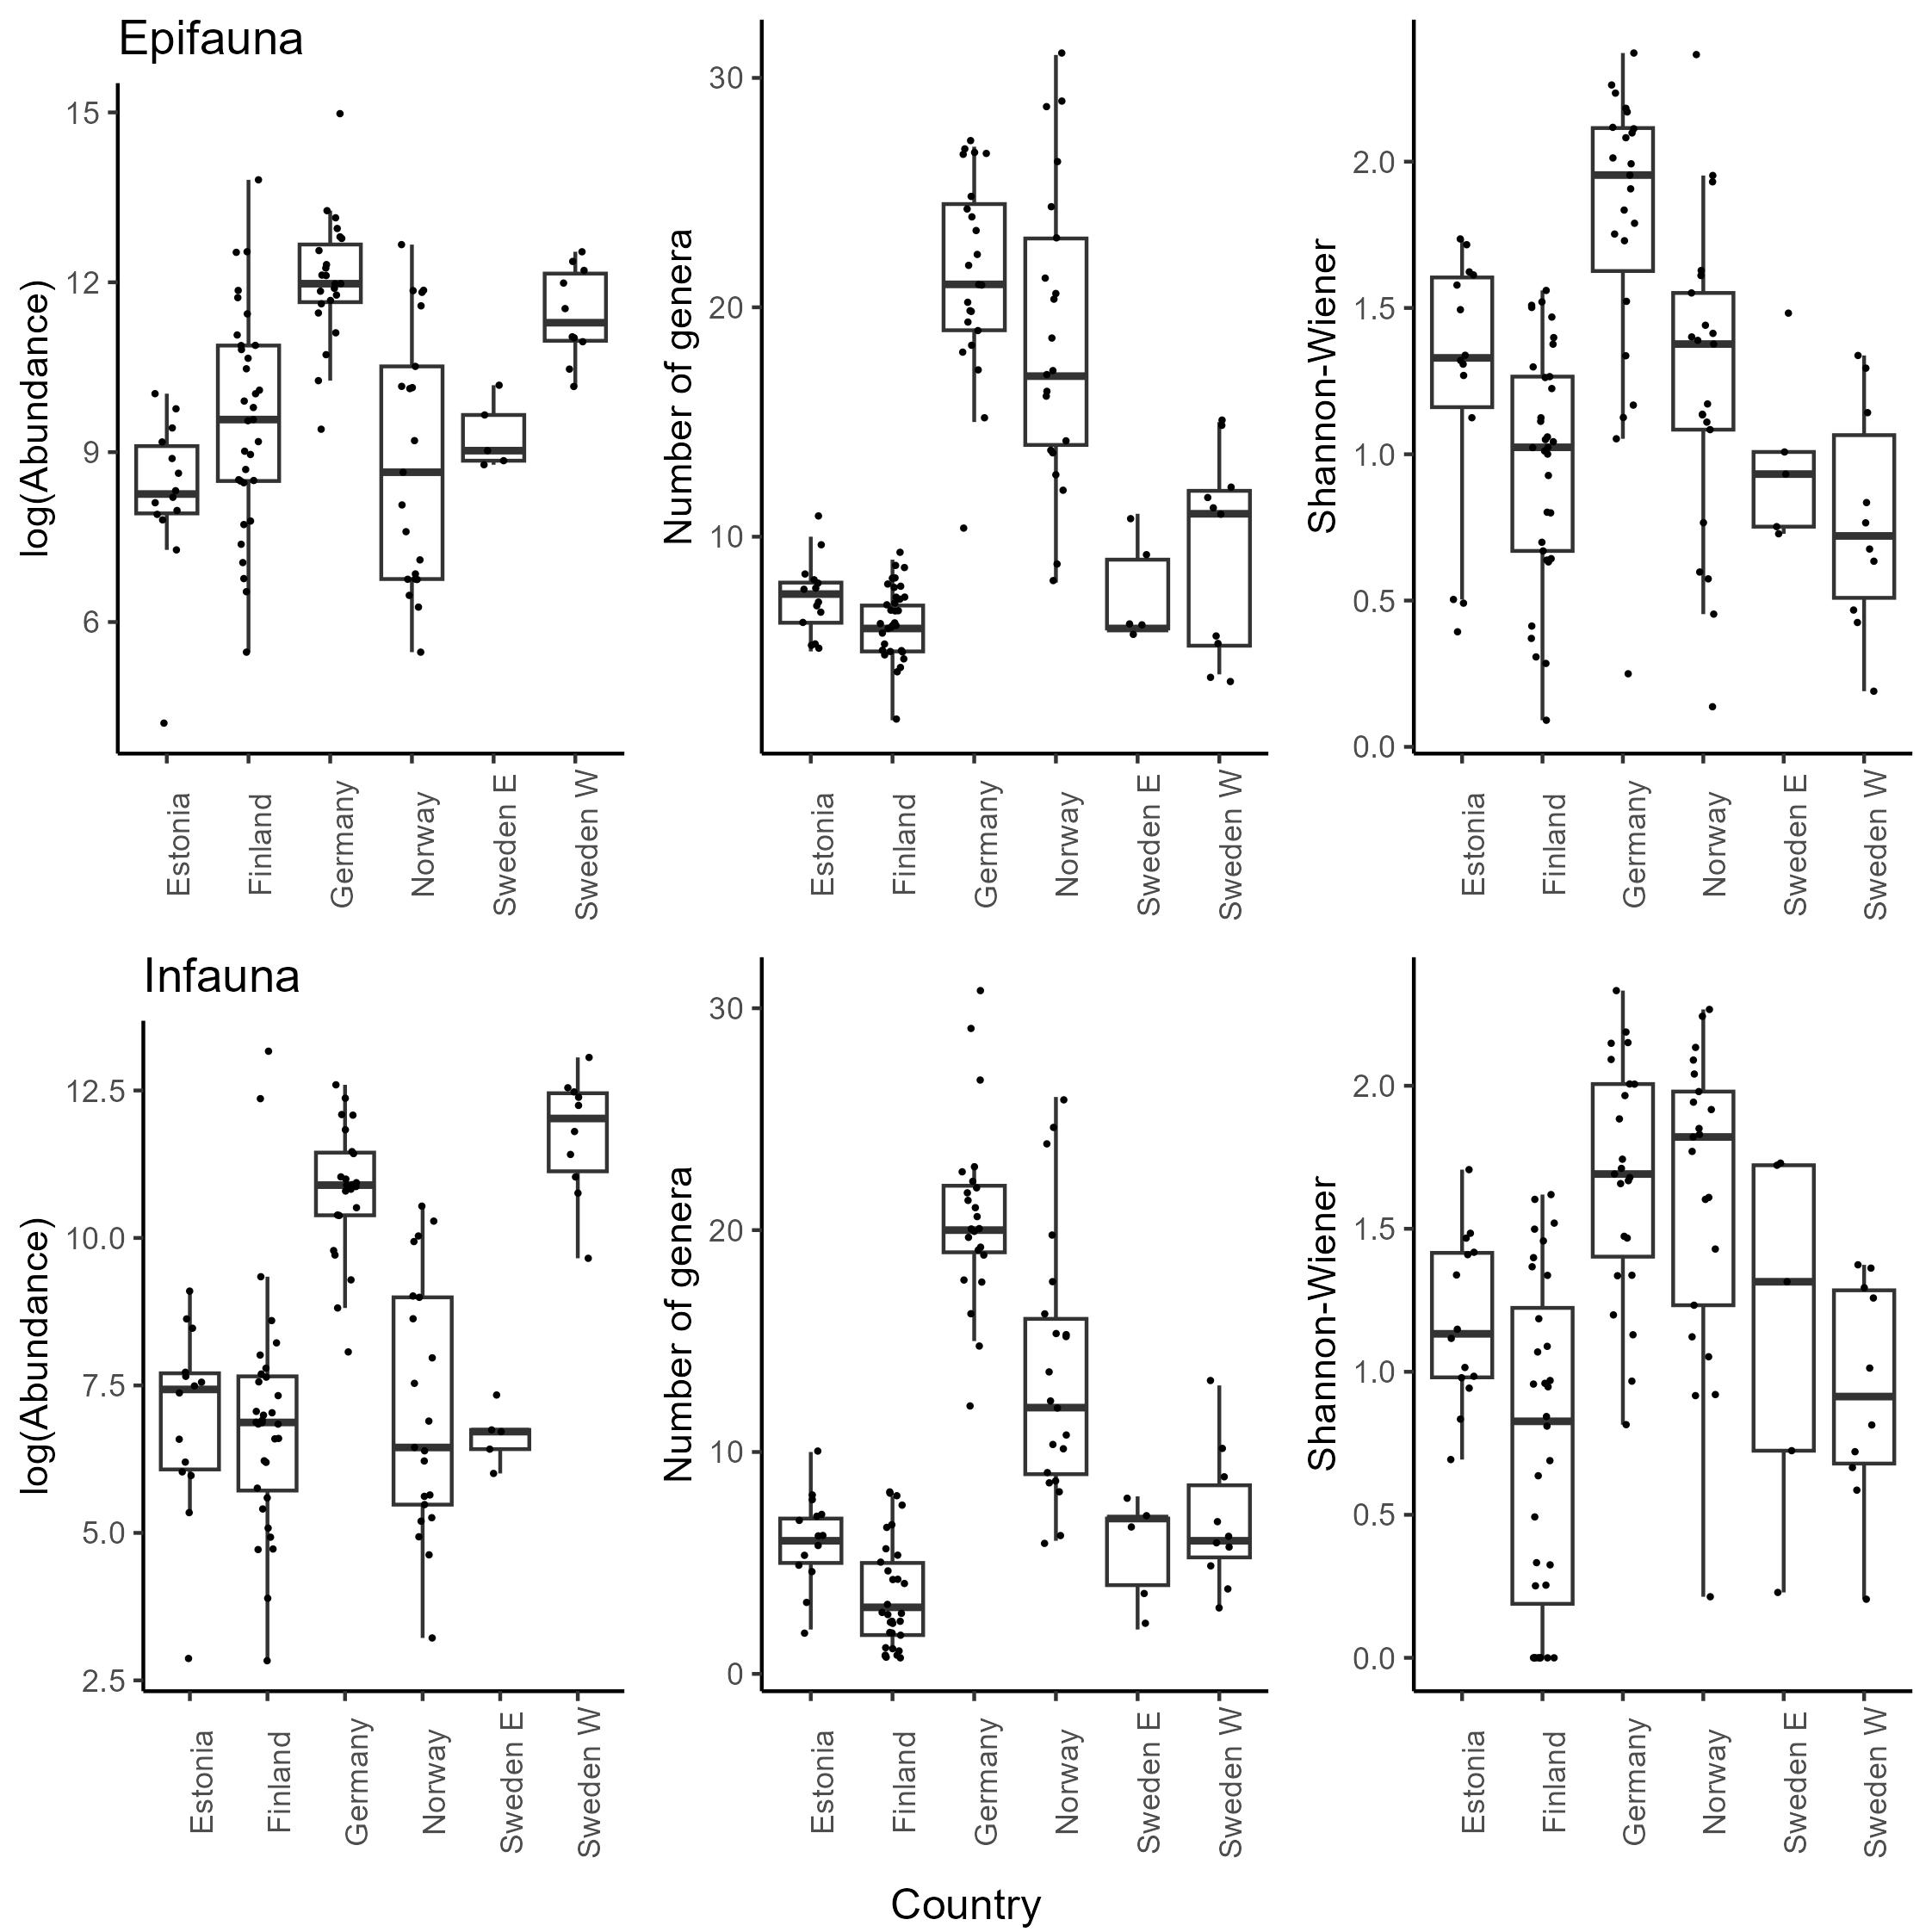 Epifauna
log(Abundance)
15
12
9
6
Estonia
Finland
Germany
Norway
Sweden E
Sweden W
Number of genera
30
20
10
Estonia
Finland
Germany
Norway
Sweden E
Sweden W
Shannon-Wiener
2.0
1.5
1.0
0.5
0.0
Estonia
Finland
Germany
Norway
Sweden E
Sweden W
Infauna
log(Abundance)
12.5
10.0
7.5
5.0
2.5
Estonia
Finland
Germany
Norway
Sweden E
Sweden W
Number of genera
30
20
10
0
Estonia
Finland
Germany
Norway
Sweden E
Sweden W
Shannon-Wiener
2.0
1.5
1.0
0.5
0.0
Estonia
Finland
Germany
Norway
Sweden E
Sweden W
Country